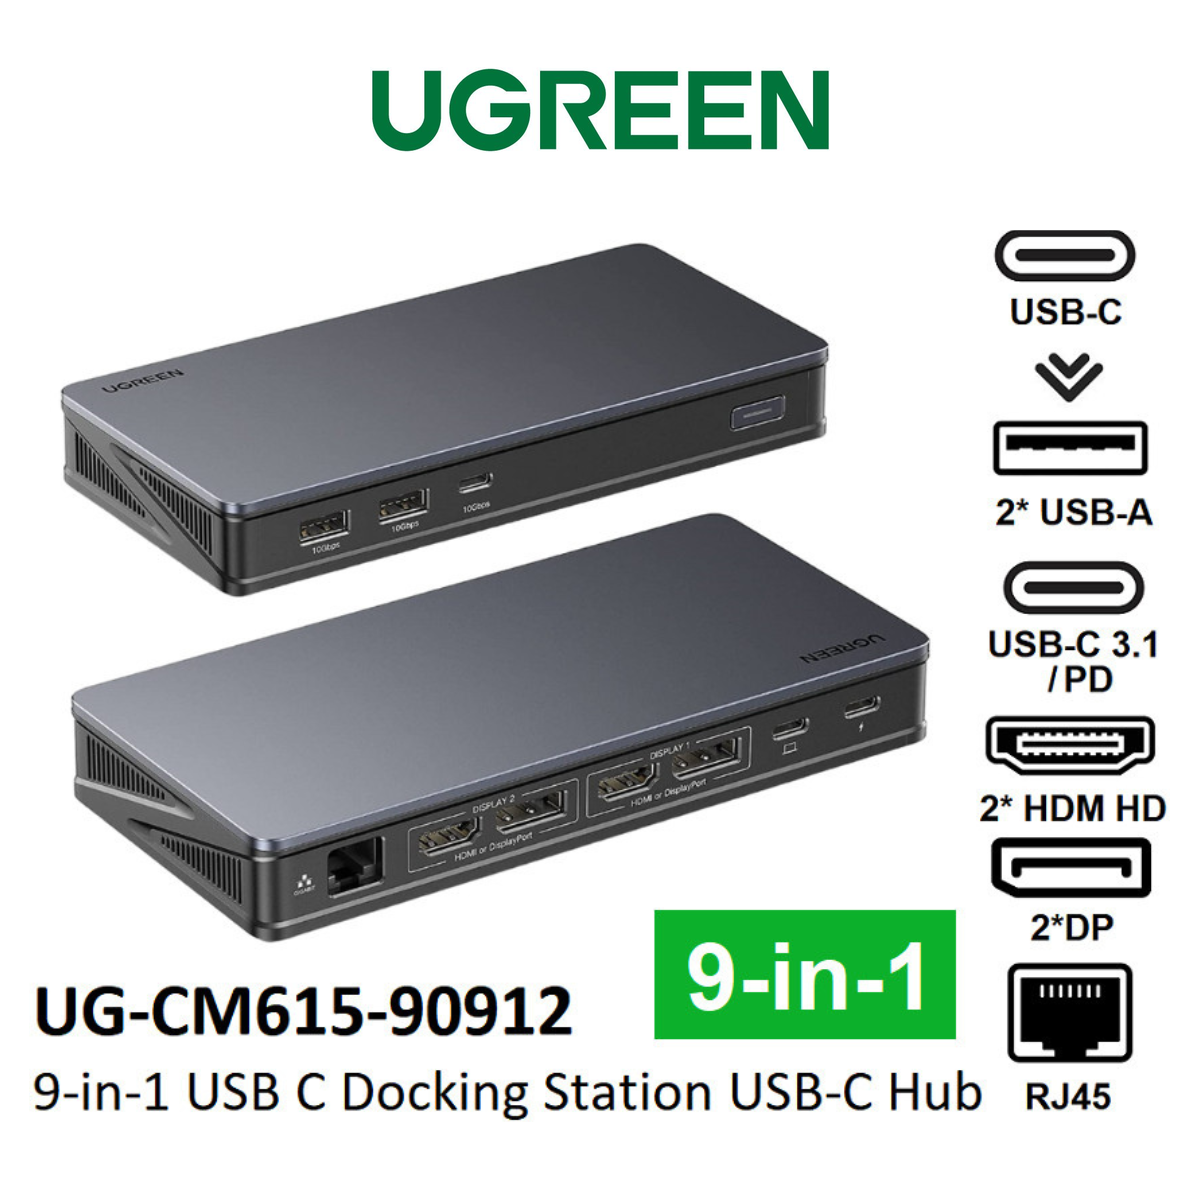 UGREEN
UGREEN
10Gbps
10Gbps
10Gbps
UGREEN
DISPLAY 1
HDMI or DisplayPort
DISPLAY 2
HDMI or DisplayPort
GIGABIT
USB-C
2* USB-A
USB-C 3.1
/PD
2* HDM HD
2*DP
RJ45
9-in-1
UG-CM615-90912
9-in-1 USB C Docking Station USB-C Hub